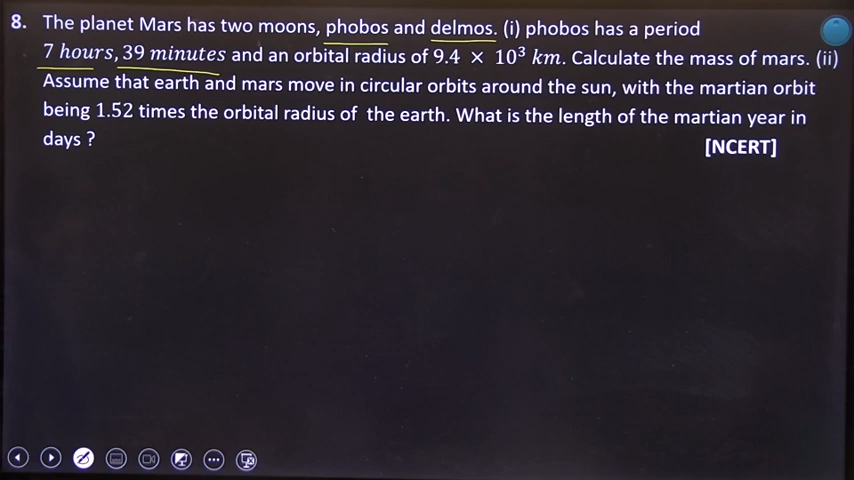 8. The planet Mars has two moons, phobos and delmos. (i) phobos has a period
7 hours, 39 minutes and an orbital radius of 9.4 × 10³ km. Calculate the mass of mars. (ii)
Assume that earth and mars move in circular orbits around the sun, with the martian orbit
being 1.52 times the orbital radius of the earth. What is the length of the martian year in
days ?
[NCERT]